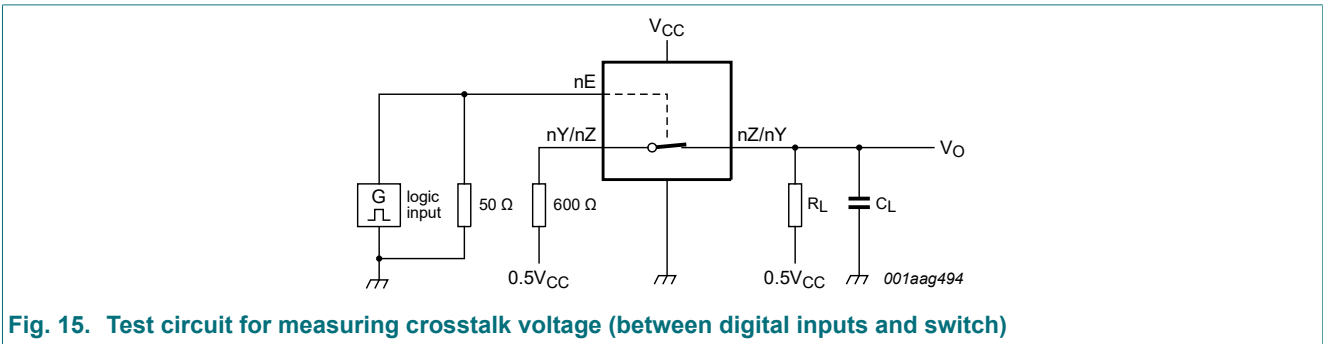 VCC
nE
nY/nZ
nZ/nY
VO
G
logic
input
50 Ω
600 Ω
RL
CL
0.5VCC
0.5VCC
001aag494
Fig. 15. Test circuit for measuring crosstalk voltage (between digital inputs and switch)